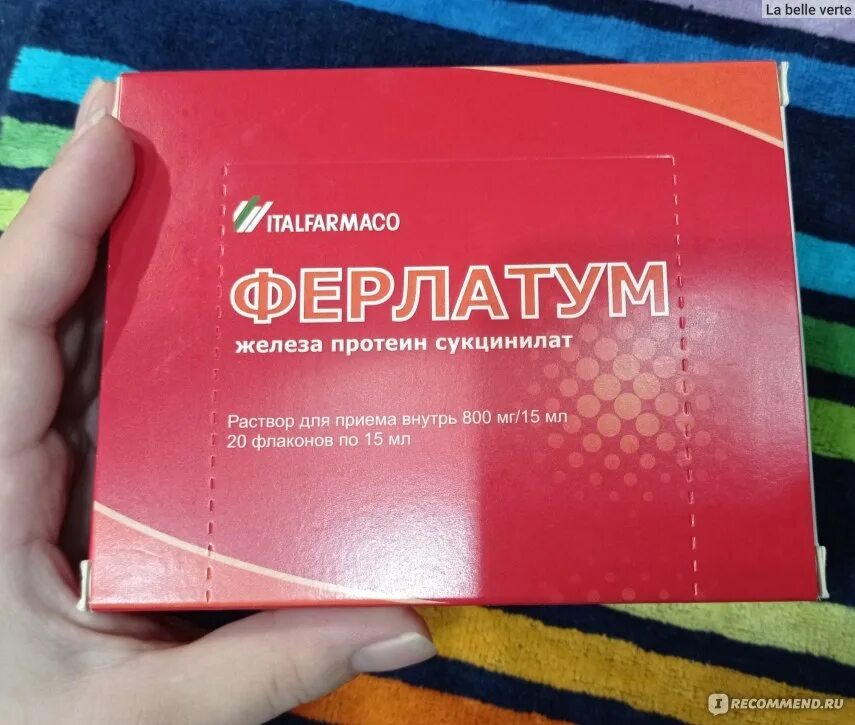 La belle verte
ITALFARMACO
ФЕРЛАТУМ
железа протеин сукцинилат
Раствор для приема внутрь 800 мг/15 мл
20 флаконов по 15 мл
IRECOMMEND.RU